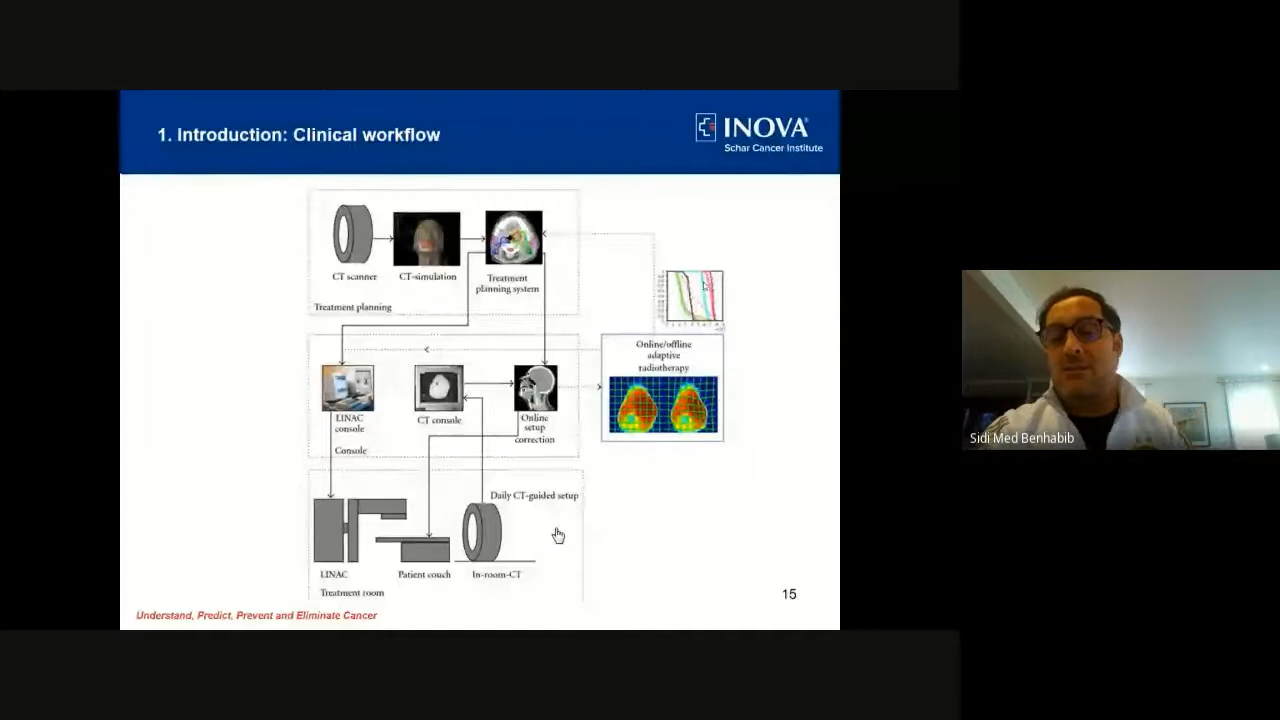 1. Introduction: Clinical workflow
INOVA®
Schar Cancer Institute
CT scanner
CT-simulation
Treatment
planning system
Treatment planning
Online/offline
adaptive
radiotherapy
LINAC
console
CT console
Online
setup
correction
Console
Daily CT-guided setup
LINAC
Patient couch
In-room-CT
Treatment room
15
Understand, Predict, Prevent and Eliminate Cancer
Sidi Med Benhabib